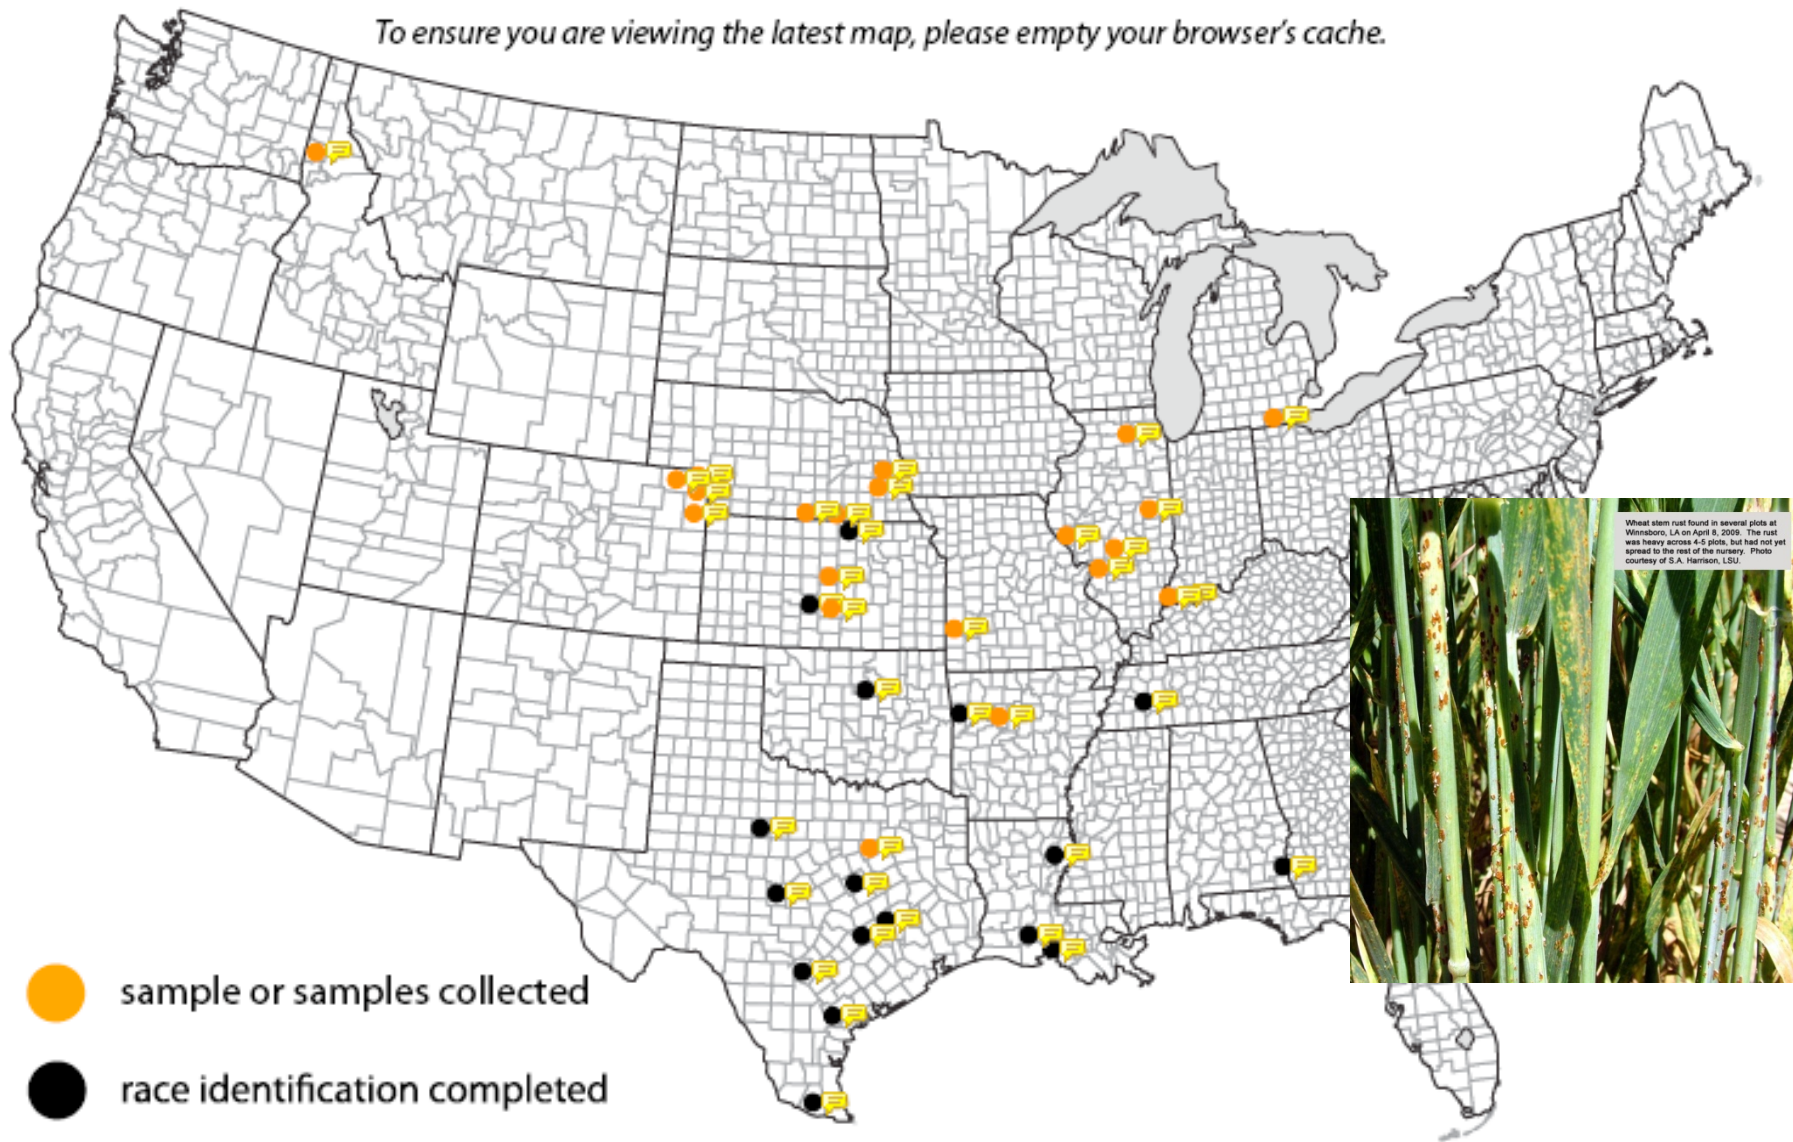 To ensure you are viewing the latest map, please empty your browser's cache.
Wheat stem rust found in several plots at
Winnsboro, LA on April 8, 2009.  The rust
was heavy across 4-5 plots, but had not yet
spread to the rest of the nursery.  Photo
courtesy of S.A. Harrison, LSU.
sample or samples collected
race identification completed